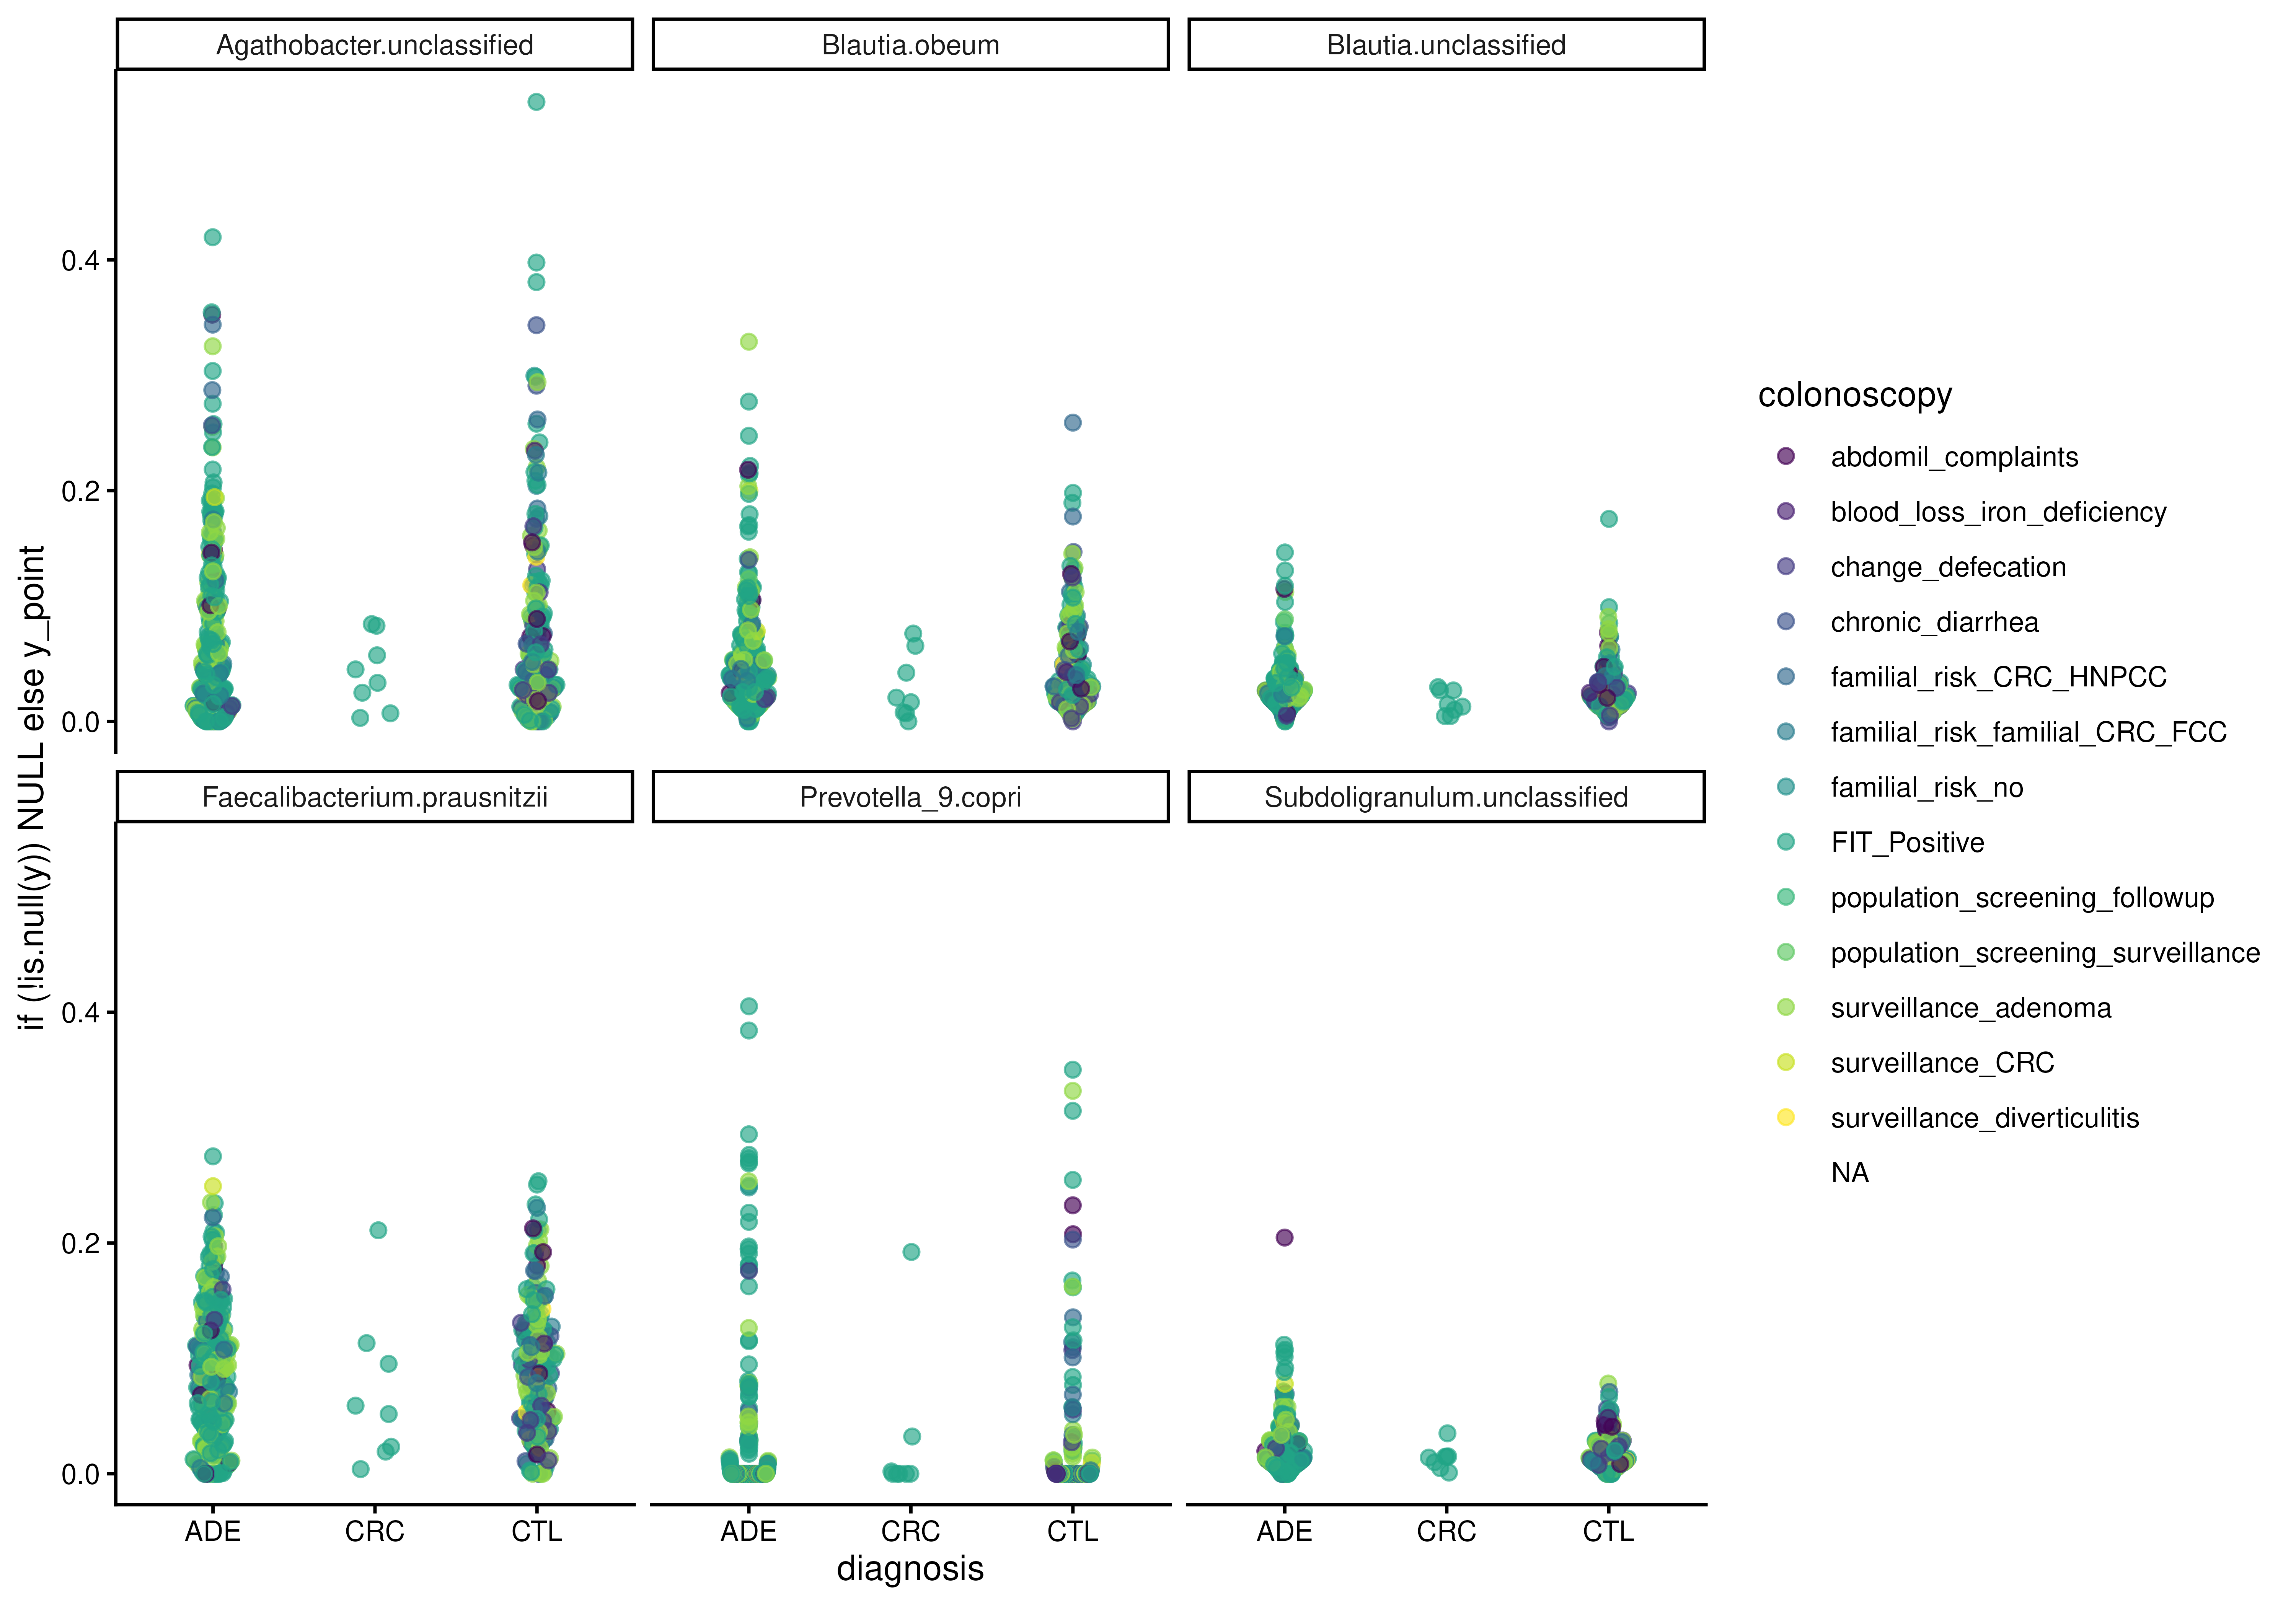 Agathobacter.unclassified
Blautia.obeum
Blautia.unclassified
0.4
0.2
0.0
Faecalibacterium.prausnitzii
Prevotella_9.copri
Subdoligranulum.unclassified
0.4
0.2
0.0
ADE
CRC
CTL
ADE
CRC
CTL
ADE
CRC
CTL
diagnosis
if (!is.null(y)) NULL else y_point
colonoscopy
abdomil_complaints
blood_loss_iron_deficiency
change_defecation
chronic_diarrhea
familial_risk_CRC_HNPCC
familial_risk_familial_CRC_FCC
familial_risk_no
FIT_Positive
population_screening_followup
population_screening_surveillance
surveillance_adenoma
surveillance_CRC
surveillance_diverticulitis
NA